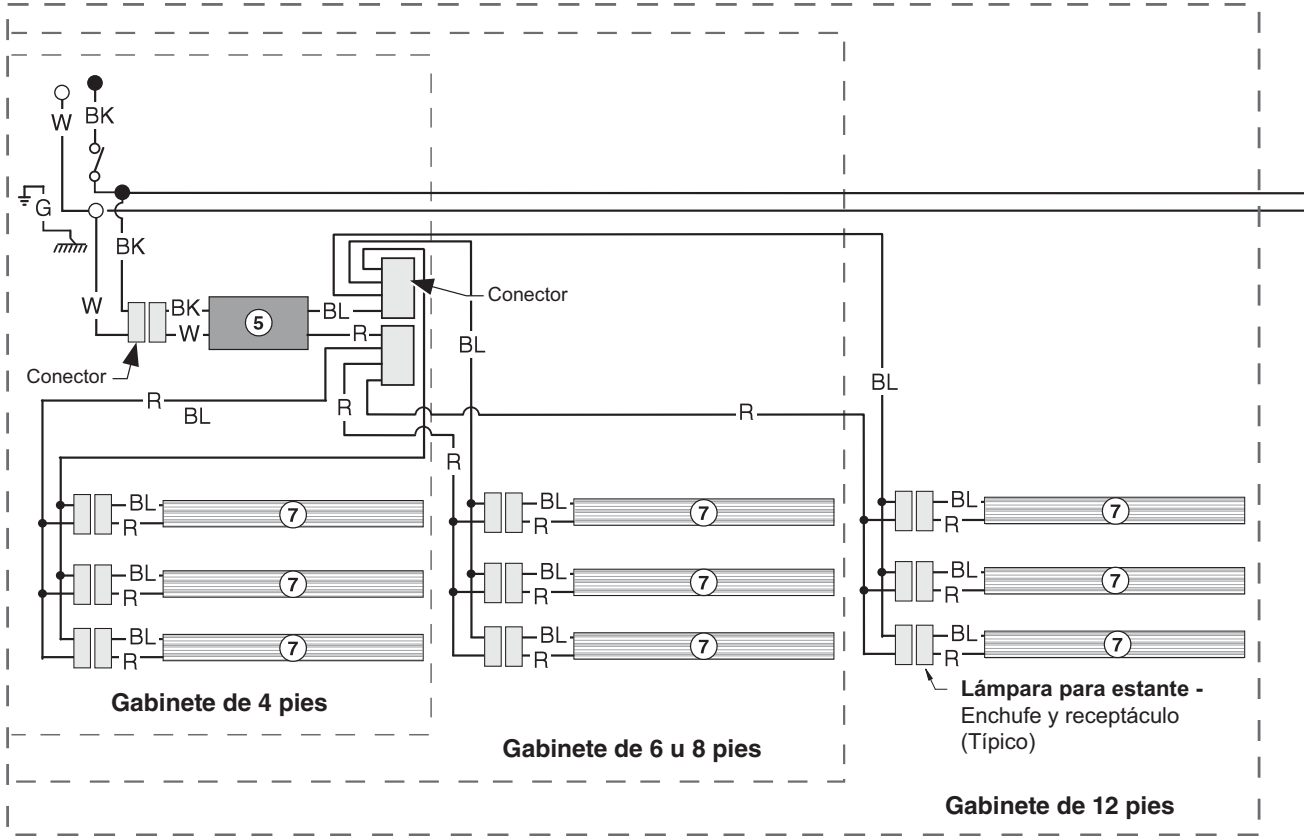 W
BK
G
BK
W
BK
W
5
BL
R
Conector
Conector
BL
BL
R
BL
R
R
R
BL
R
7
BL
R
7
BL
R
7
BL
R
7
BL
R
7
BL
R
7
BL
R
7
BL
R
7
BL
R
7
Gabinete de 4 pies
Gabinete de 6 u 8 pies
Lámpara para estante -
Enchufe y receptáculo
(Típico)
Gabinete de 12 pies